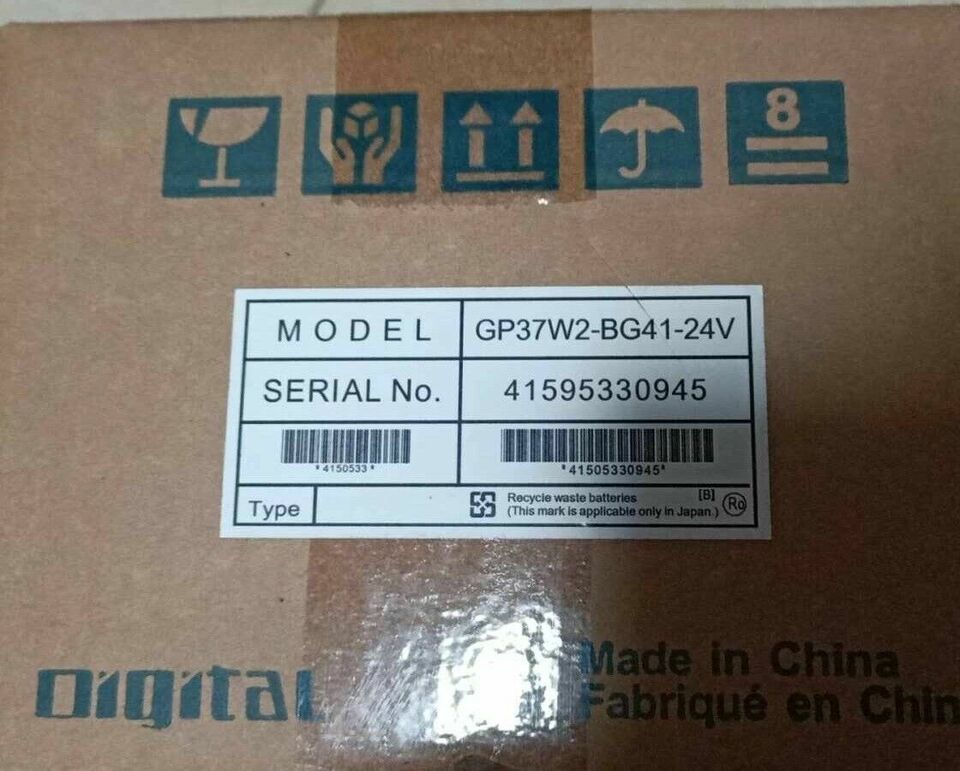 8
MODEL GP37W2-BG41-24V
SERIAL No. 41595330945
*4150533* *41505330945*
Type Recycle waste batteries [B]
(This mark is applicable only in Japan.) Ro
Digital Made in China
Fabriqué en Chin